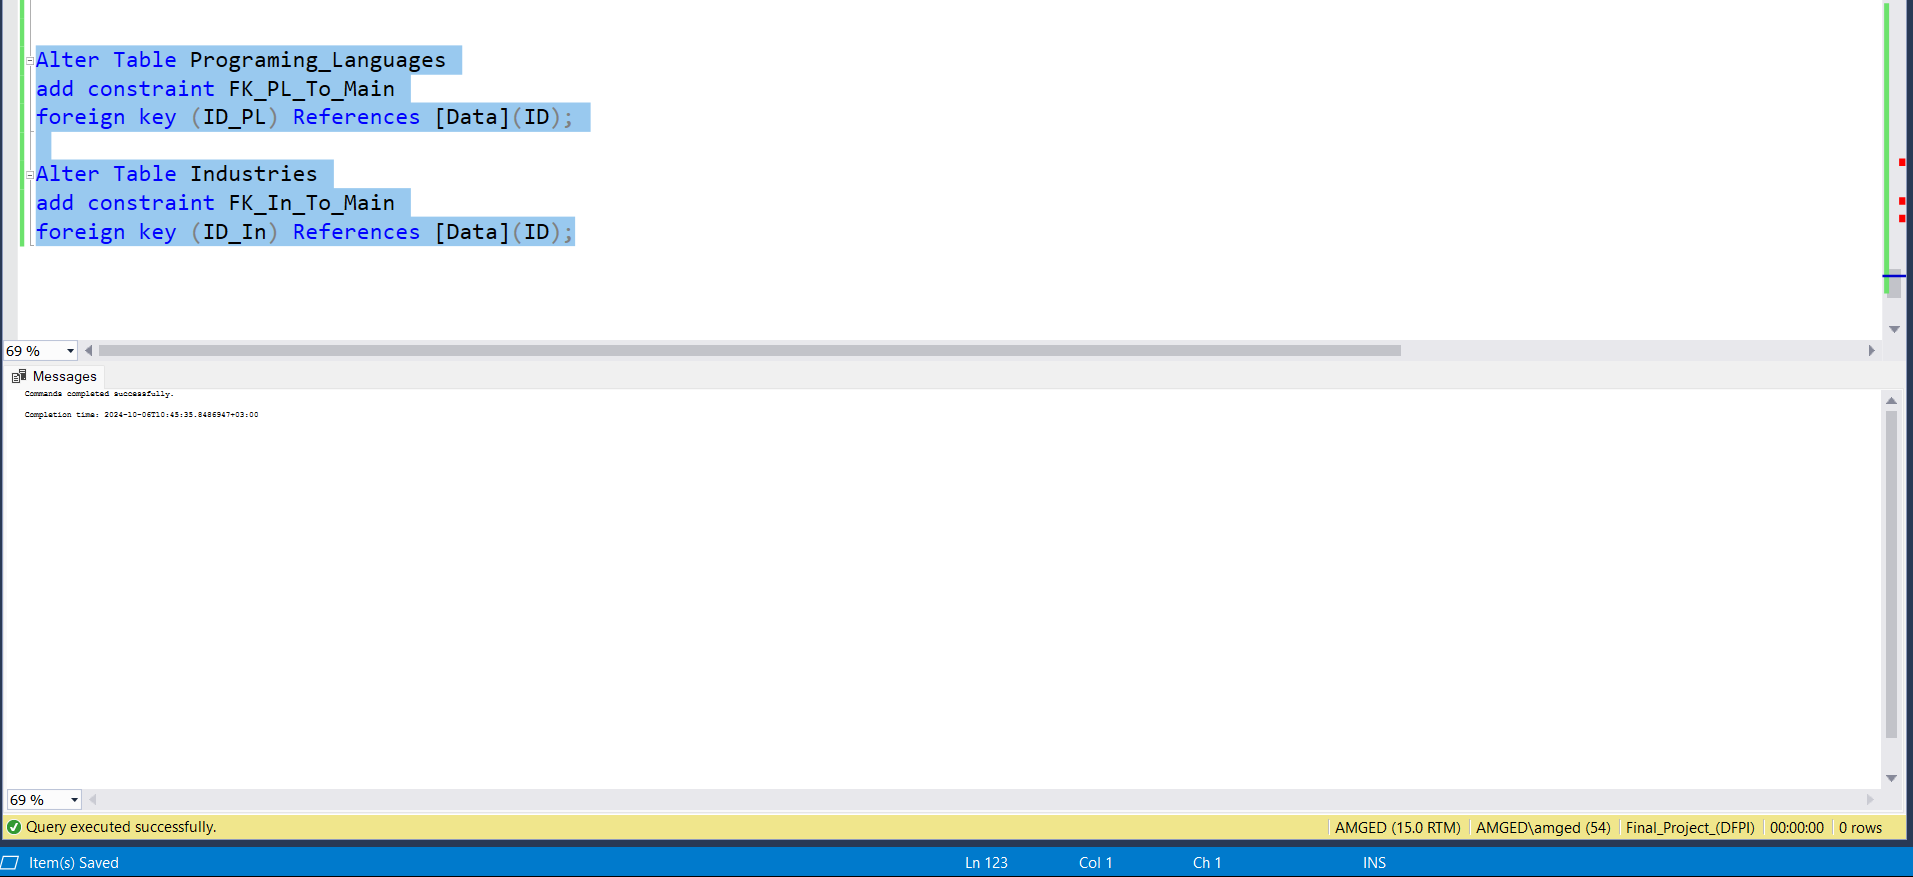 Alter Table Programing_Languages
add constraint FK_PL_To_Main
foreign key (ID_PL) References [Data](ID);
Alter Table Industries
add constraint FK_In_To_Main
foreign key (ID_In) References [Data](ID);
69 %
Messages
Commands completed successfully.
Completion time: 2024-10-06T10:45:35.8486947+03:00
69 %
Query executed successfully. AMGED (15.0 RTM) AMGED\amged (54) Final_Project_(DFPI) 00:00:00 0 rows
Item(s) Saved Ln 123 Col 1 Ch 1 INS